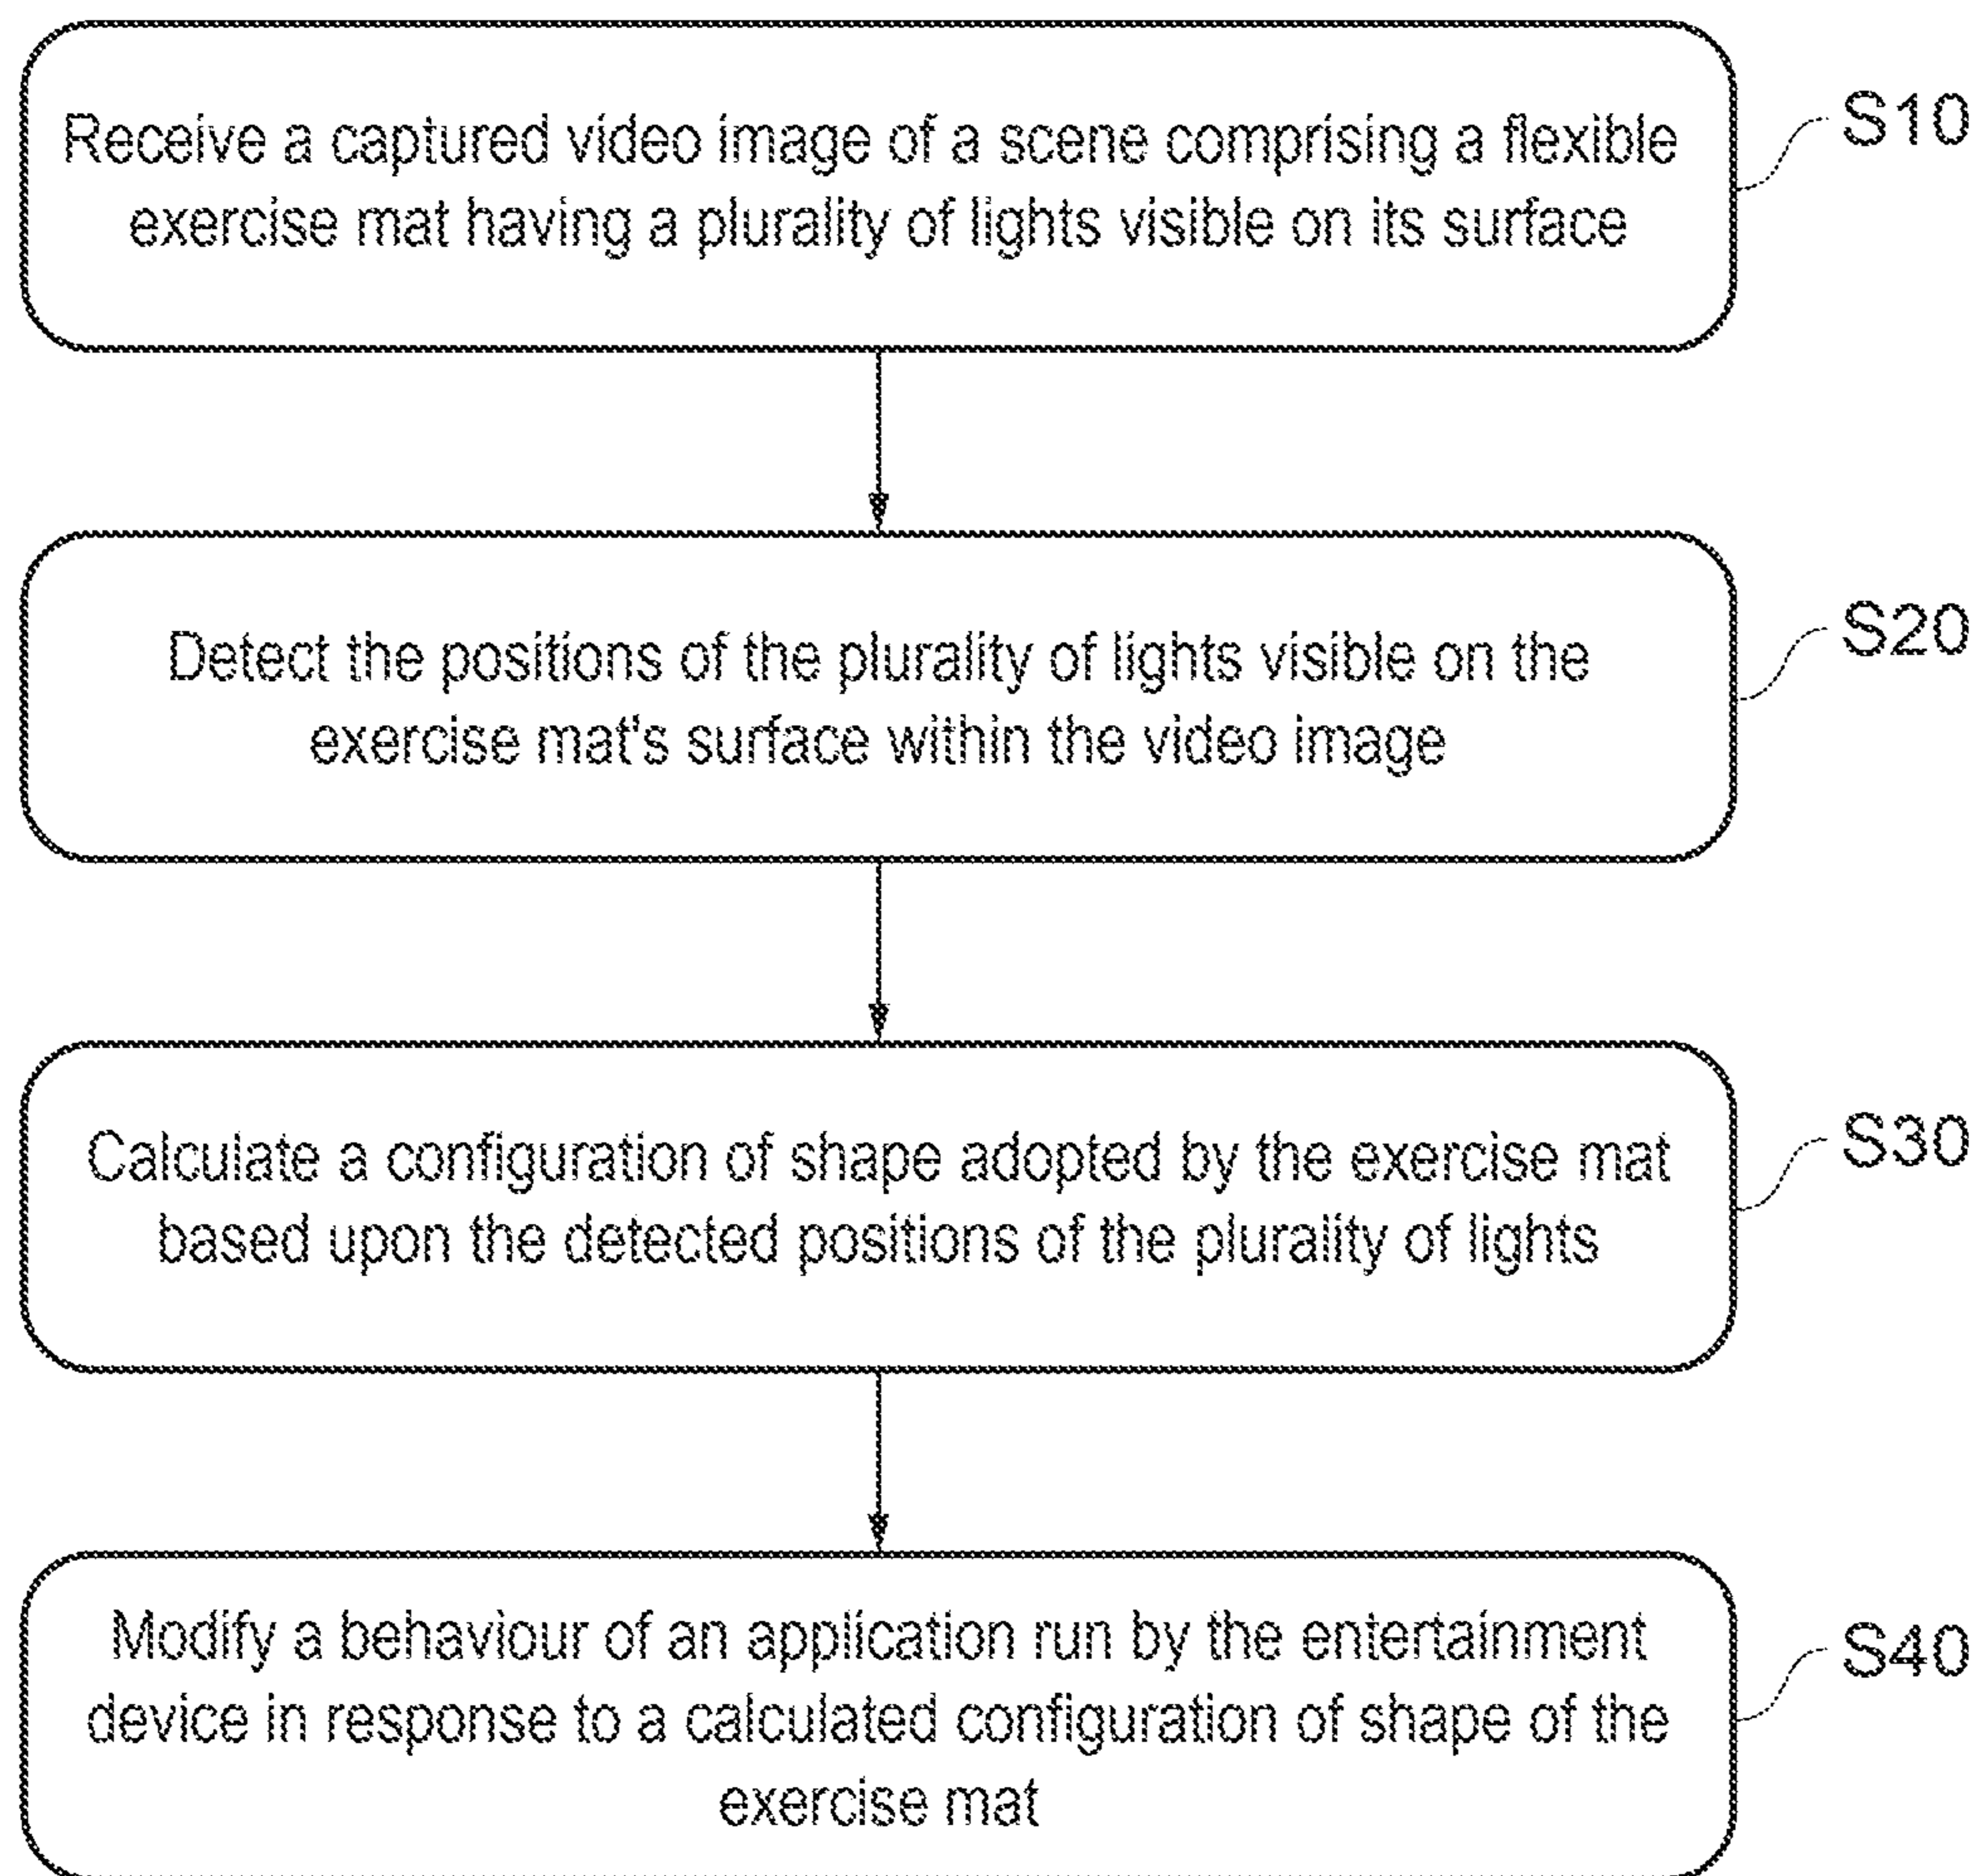 Receive a captured video image of a scene comprising a flexible
exercise mat having a plurality of lights visible on its surface
S10
Detect the positions of the plurality of lights visible on the
exercise mat's surface within the video image
S20
Calculate a configuration of shape adopted by the exercise mat
based upon the detected positions of the plurality of lights
S30
Modify a behaviour of an application run by the entertainment
device in response to a calculated configuration of shape of the
exercise mat
S40